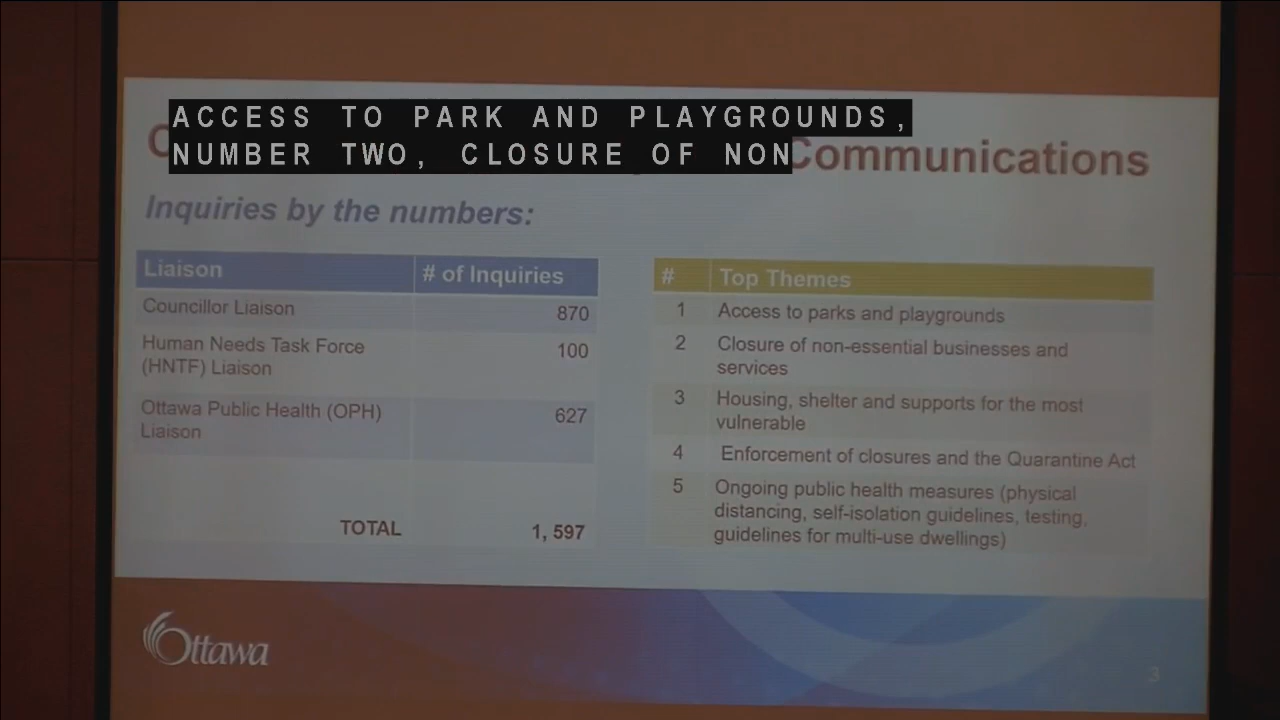 ACCESS TO PARK AND PLAYGROUNDS,
NUMBER TWO, CLOSURE OF NON
Communications
Inquiries by the numbers:
Liaison # of Inquiries
Councillor Liaison 870
Human Needs Task Force
(HNTF) Liaison 100
Ottawa Public Health (OPH)
Liaison 627
TOTAL 1,597
# Top Themes
1 Access to parks and playgrounds
2 Closure of non-essential businesses and
services
3 Housing, shelter and supports for the most
vulnerable
4 Enforcement of closures and the Quarantine Act
5 Ongoing public health measures (physical
distancing, self-isolation guidelines, testing,
guidelines for multi-use dwellings)
Ottawa
3